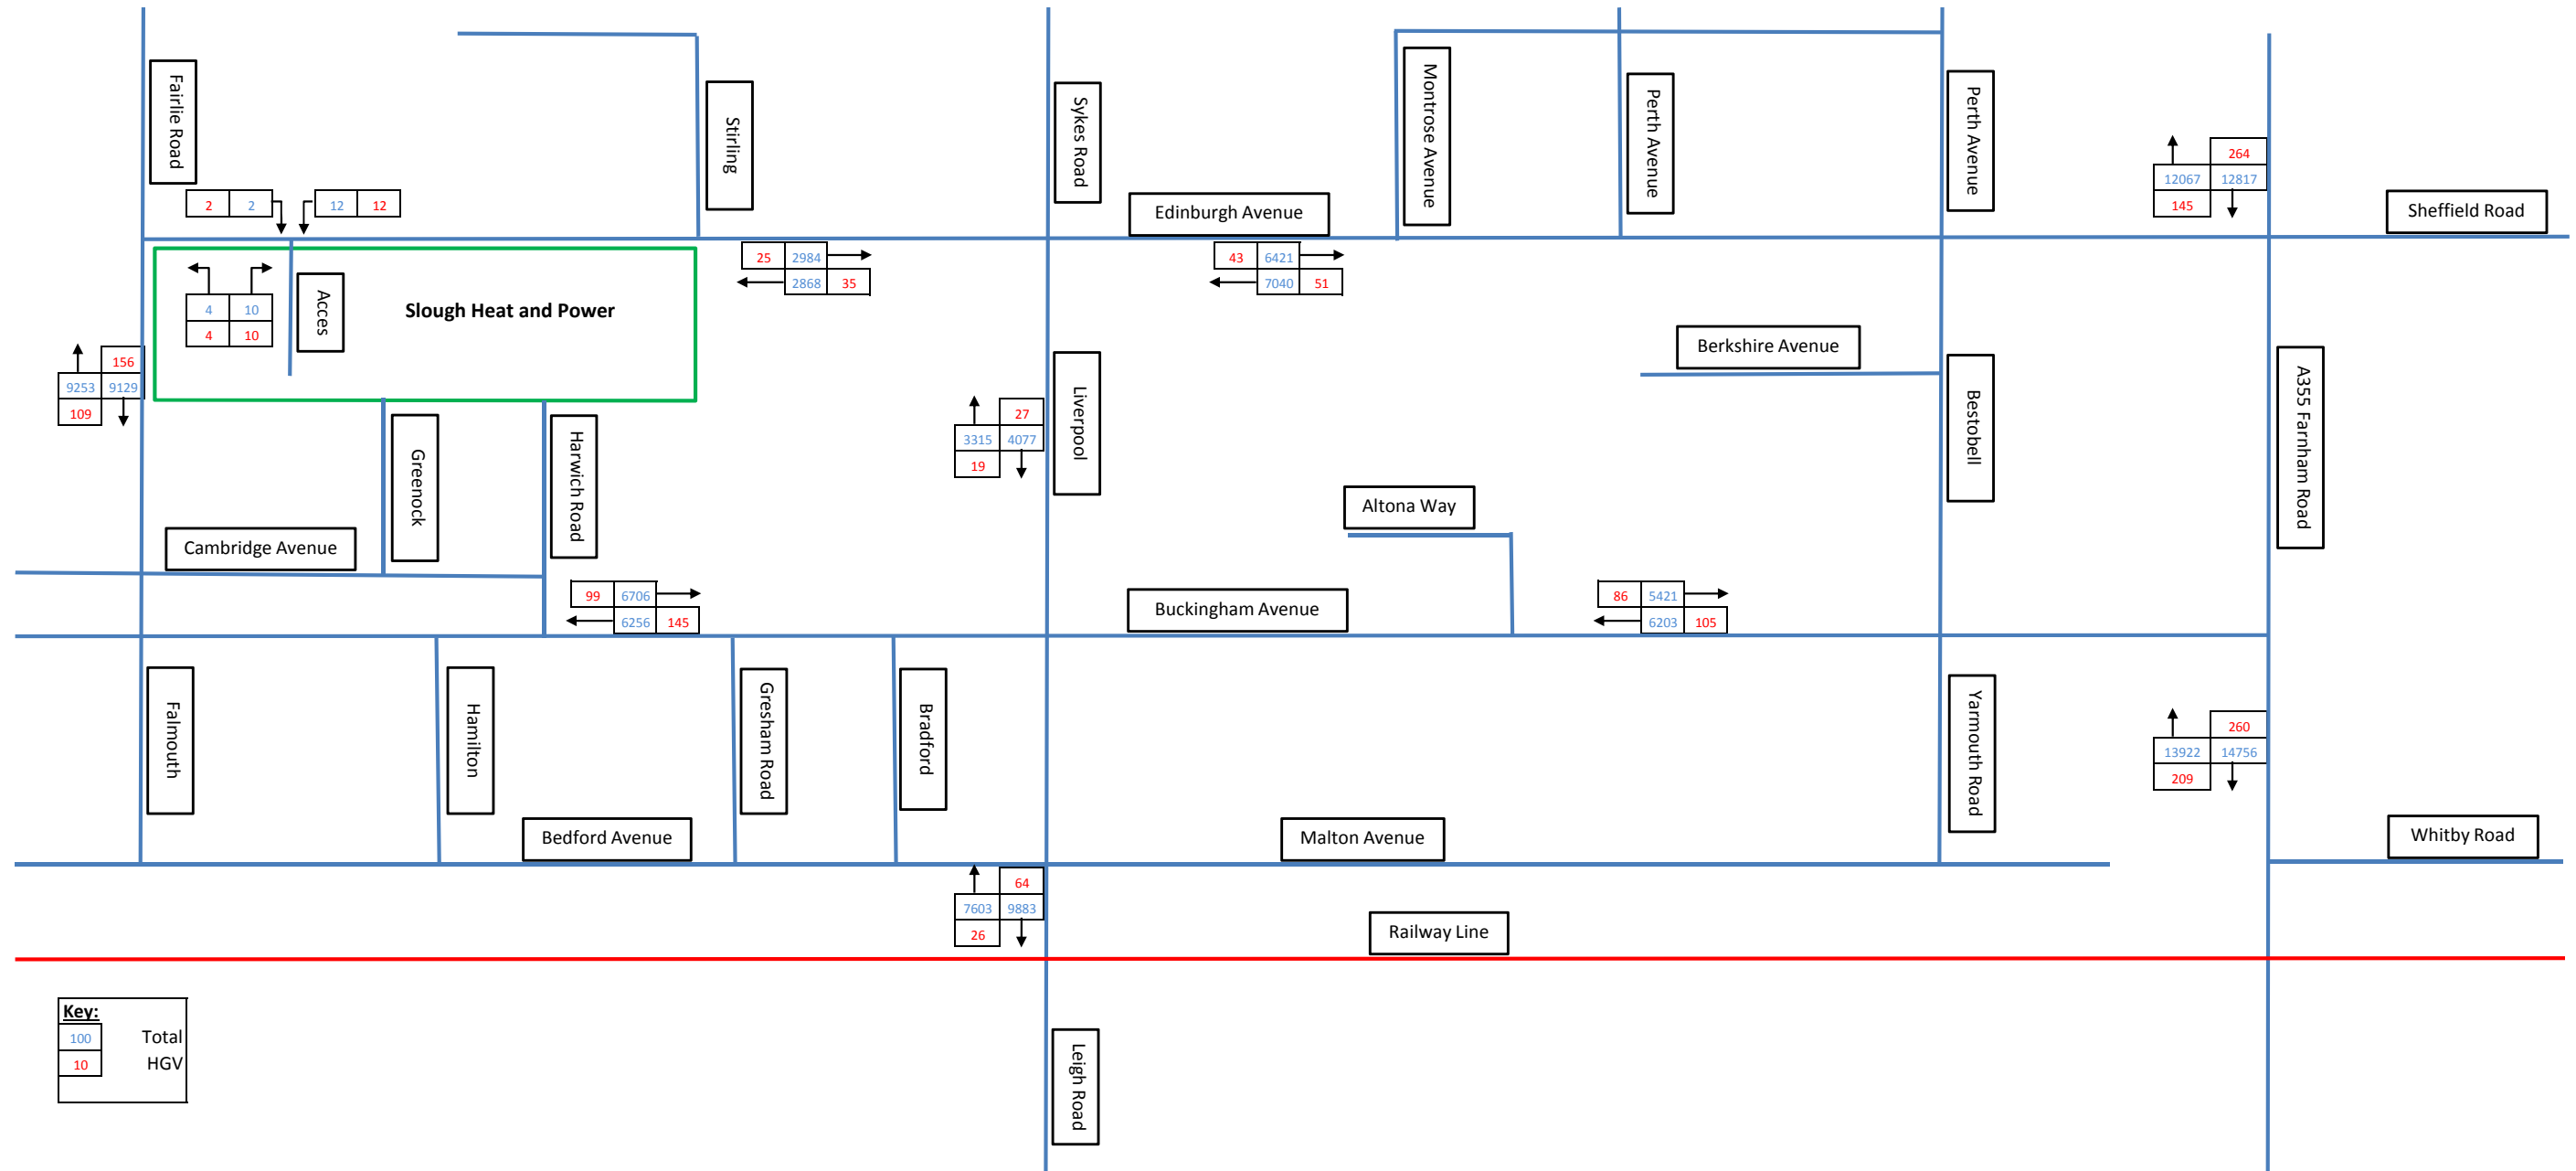 Fairlie Road
Stirling
Sykes Road
Montrose Avenue
Perth Avenue
Perth Avenue
264
12067 12817
145
Sheffield Road
2 2
12 12
Edinburgh Avenue
25 2984
2868 35
43 6421
7040 51
4 10
4 10
Acces
Slough Heat and Power
156
9253 9129
109
Berkshire Avenue
Liverpool
Bestobell
A355 Farnham Road
27
3315 4077
19
Greenock
Harwich Road
Altona Way
Cambridge Avenue
99 6706
6256 145
Buckingham Avenue
86 5421
6203 105
Falmouth
Hamilton
Gresham Road
Bradford
Yarmouth Road
260
13922 14756
209
Bedford Avenue
Malton Avenue
Whitby Road
64
7603 9883
26
Railway Line
Key:
100 Total
10 HGV
Leigh Road